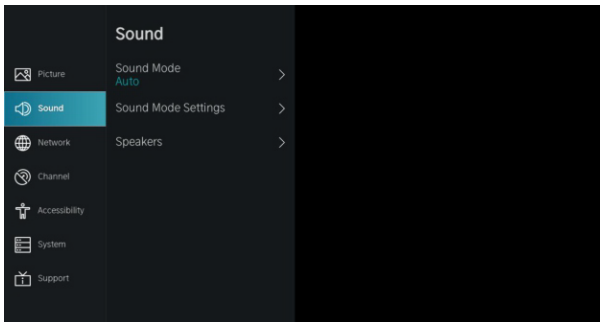 Sound
Picture
Sound
Network
Channel
Accessibility
System
Support
Sound Mode
Auto
Sound Mode Settings
Speakers